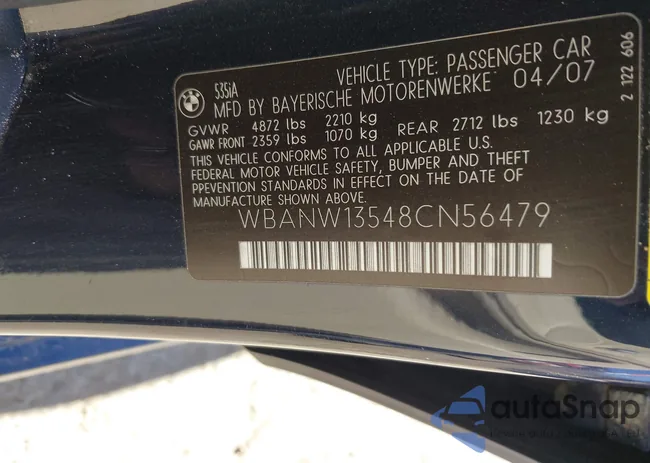 535iA
VEHICLE TYPE: PASSENGER CAR
MFD BY BAYERISCHE MOTORENWERKE 04/07
GVWR 4872 lbs 2210 kg
GAWR FRONT 2359 lbs 1070 kg REAR 2712 lbs 1230 kg
THIS VEHICLE CONFORMS TO ALL APPLICABLE U.S.
FEDERAL MOTOR VEHICLE SAFETY, BUMPER AND THEFT
PREVENTION STANDARDS IN EFFECT ON THE DATE OF
MANUFACTURE SHOWN ABOVE.
WBANW13548CN56479
2 122 606
autaSnap